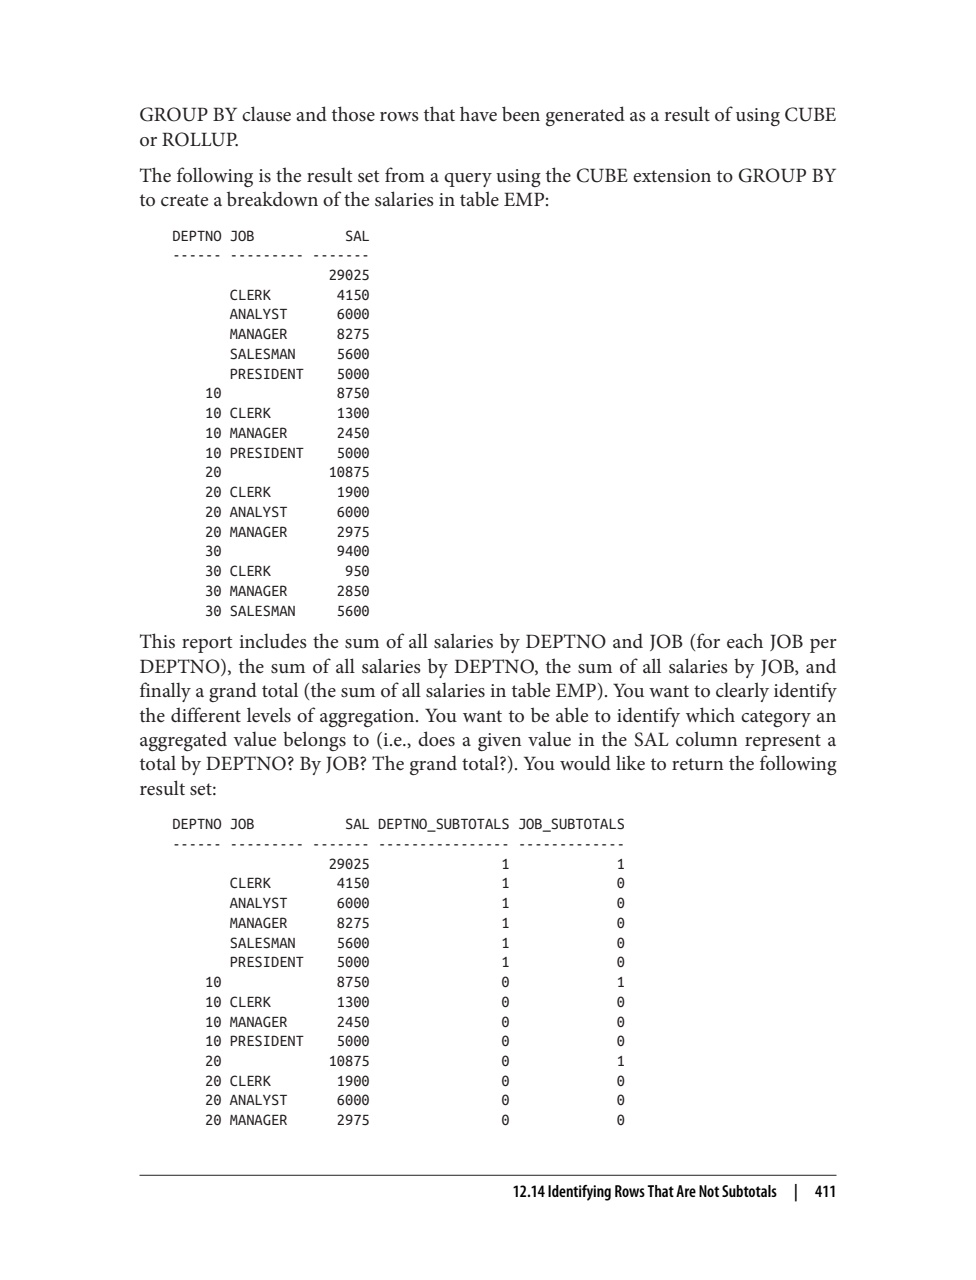 GROUP BY clause and those rows that have been generated as a result of using CUBE
or ROLLUP.
The following is the result set from a query using the CUBE extension to GROUP BY
to create a breakdown of the salaries in table EMP:
DEPTNO JOB             SAL
------ --------- -------
                   29025
       CLERK        4150
       ANALYST      6000
       MANAGER      8275
       SALESMAN     5600
       PRESIDENT    5000
    10              8750
    10 CLERK        1300
    10 MANAGER      2450
    10 PRESIDENT    5000
    20             10875
    20 CLERK        1900
    20 ANALYST      6000
    20 MANAGER      2975
    30              9400
    30 CLERK         950
    30 MANAGER      2850
    30 SALESMAN     5600
This report includes the sum of all salaries by DEPTNO and JOB (for each JOB per
DEPTNO), the sum of all salaries by DEPTNO, the sum of all salaries by JOB, and
finally a grand total (the sum of all salaries in table EMP). You want to clearly identify
the different levels of aggregation. You want to be able to identify which category an
aggregated value belongs to (i.e., does a given value in the SAL column represent a
total by DEPTNO? By JOB? The grand total?). You would like to return the following
result set:
DEPTNO JOB           SAL DEPTNO_SUBTOTALS JOB_SUBTOTALS
------ --------- ------- ---------------- -------------
                   29025                1             1
       CLERK        4150                1             0
       ANALYST      6000                1             0
       MANAGER      8275                1             0
       SALESMAN     5600                1             0
       PRESIDENT    5000                1             0
    10              8750                0             1
    10 CLERK        1300                0             0
    10 MANAGER      2450                0             0
    10 PRESIDENT    5000                0             0
    20             10875                0             1
    20 CLERK        1900                0             0
    20 ANALYST      6000                0             0
    20 MANAGER      2975                0             0
12.14 Identifying Rows That Are Not Subtotals | 411